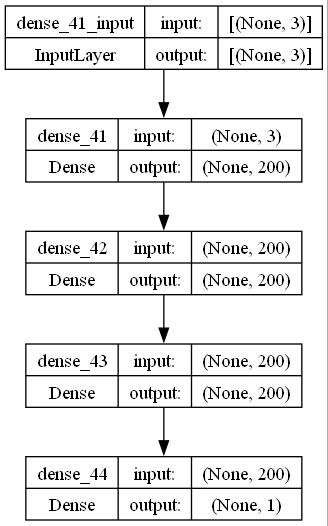 dense_41_input input: [(None, 3)]
InputLayer output: [(None, 3)]
dense_41 input: (None, 3)
Dense output: (None, 200)
dense_42 input: (None, 200)
Dense output: (None, 200)
dense_43 input: (None, 200)
Dense output: (None, 200)
dense_44 input: (None, 200)
Dense output: (None, 1)